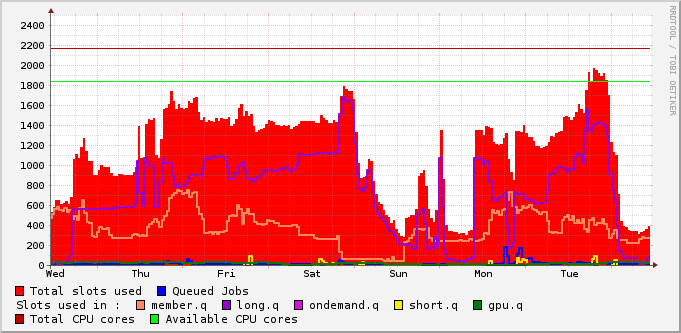 RRDTOOL / TOBI OETIKER
2400
2200
2000
1800
1600
1400
1200
1000
800
600
400
200
0
Wed Thu Fri Sat Sun Mon Tue
Total slots used Queued Jobs
Slots used in : member.q long.q ondemand.q short.q gpu.q
Total CPU cores Available CPU cores